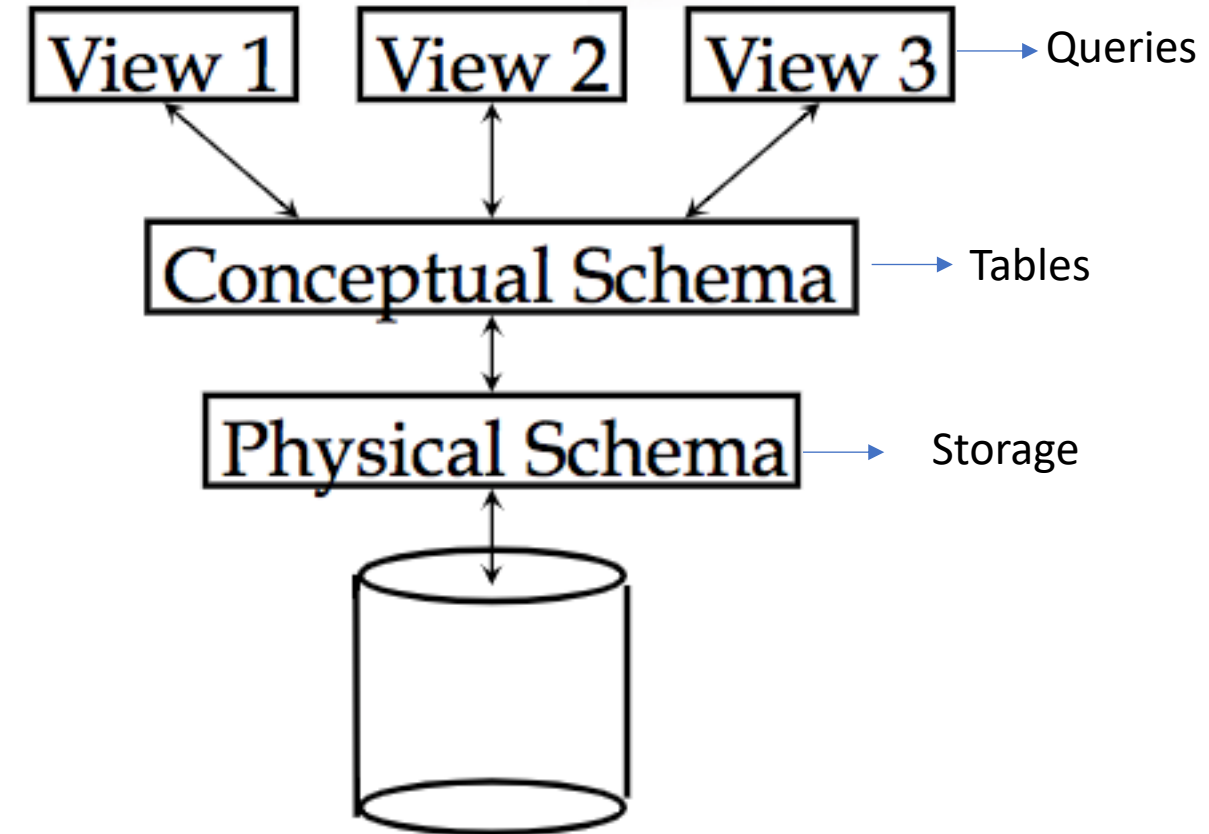 View 1 View 2 View 3 Queries
Conceptual Schema Tables
Physical Schema Storage